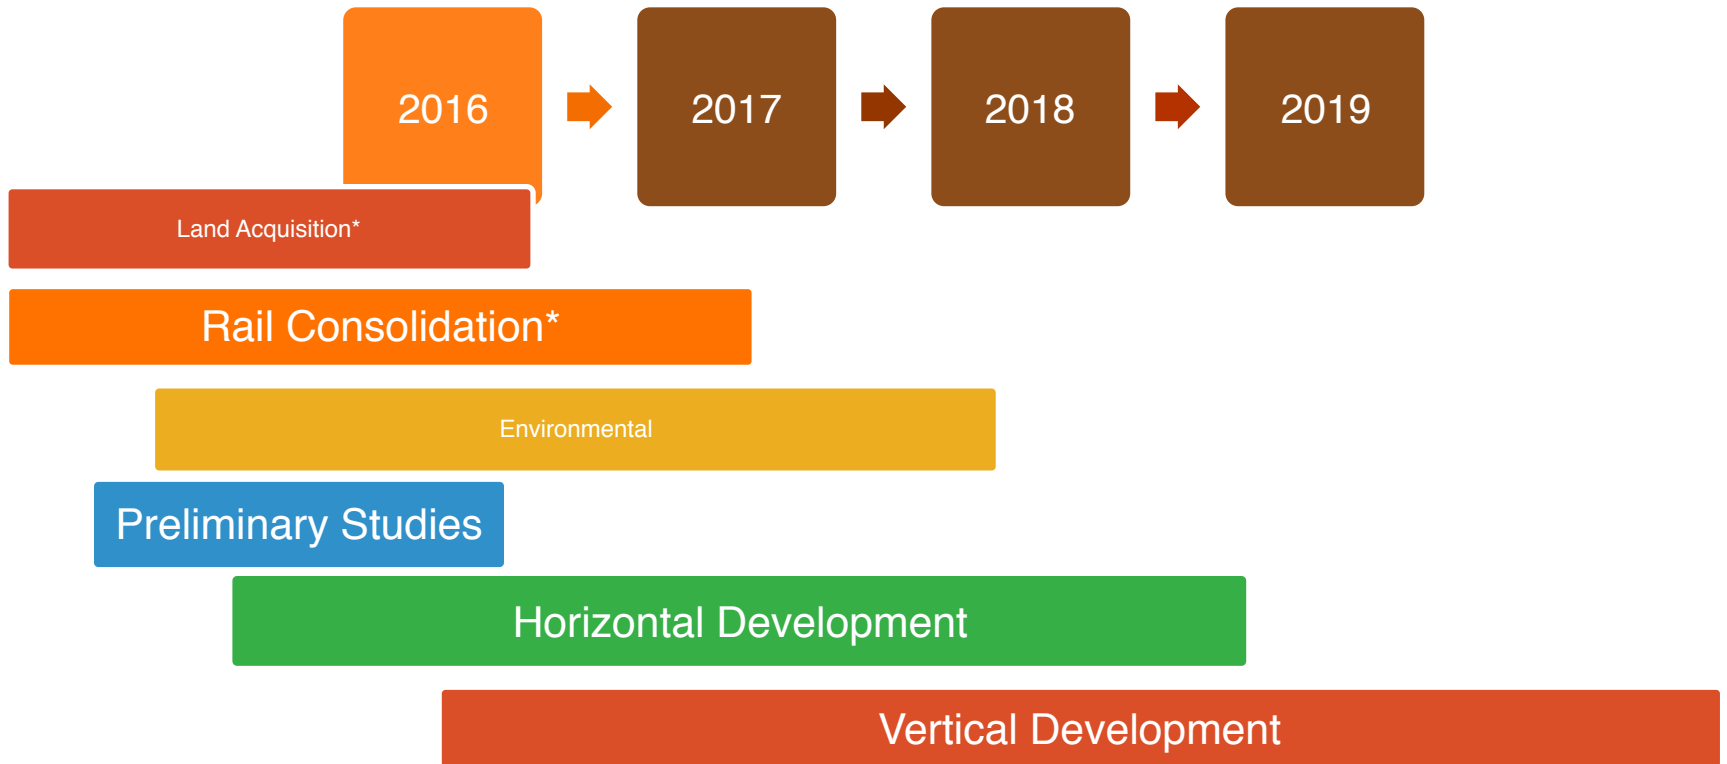 2016
2017
2018
2019
Land Acquisition*
Rail Consolidation*
Environmental
Preliminary Studies
Horizontal Development
Vertical Development